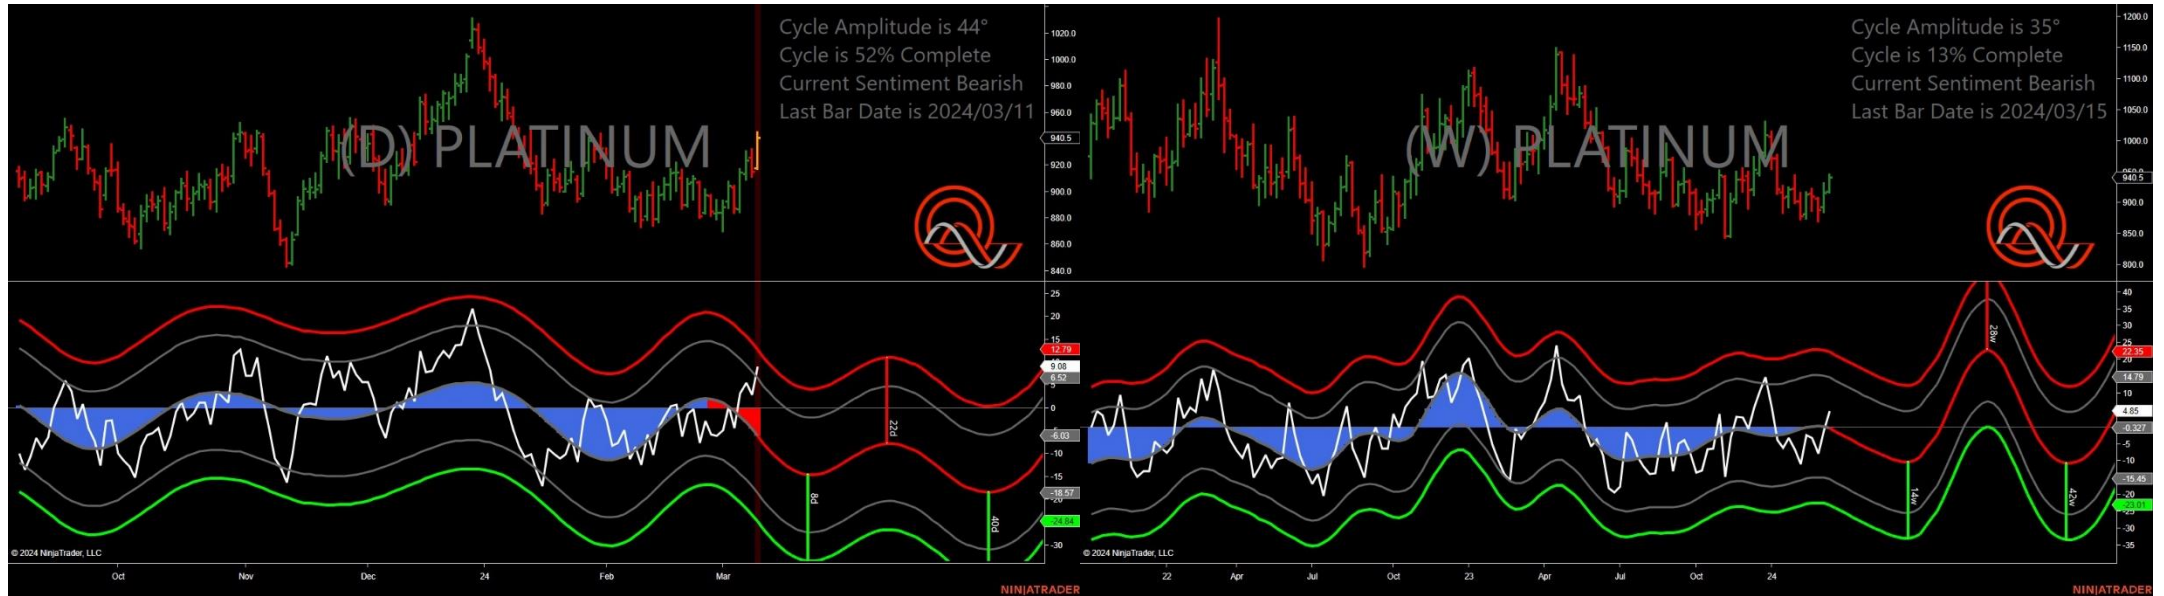 Cycle Amplitude is 44°
Cycle is 52% Complete
Current Sentiment Bearish
Last Bar Date is 2024/03/11
(D) PLATINUM
1020.0
1000.0
980.0
960.0
940.5
920.0
900.0
880.0
860.0
840.0
25
20
15
12.79
9.08
6.52
5
0
-6.03
-10
-15
-18.57
-20
-24.84
-30
8d
22d
40d
© 2024 NinjaTrader, LLC
Oct
Nov
Dec
24
Feb
Mar
NINJATRADER
Cycle Amplitude is 35°
Cycle is 13% Complete
Current Sentiment Bearish
Last Bar Date is 2024/03/15
(W) PLATINUM
1200.0
1150.0
1100.0
1050.0
1000.0
950.0
940.5
900.0
850.0
800.0
40
35
30
25
22.35
20
14.79
10
4.85
-0.327
-5
-10
-15.45
-20
-23.01
-25
-30
-35
14w
28w
42w
© 2024 NinjaTrader, LLC
22
Apr
Jul
Oct
23
Apr
Jul
Oct
24
NINJATRADER